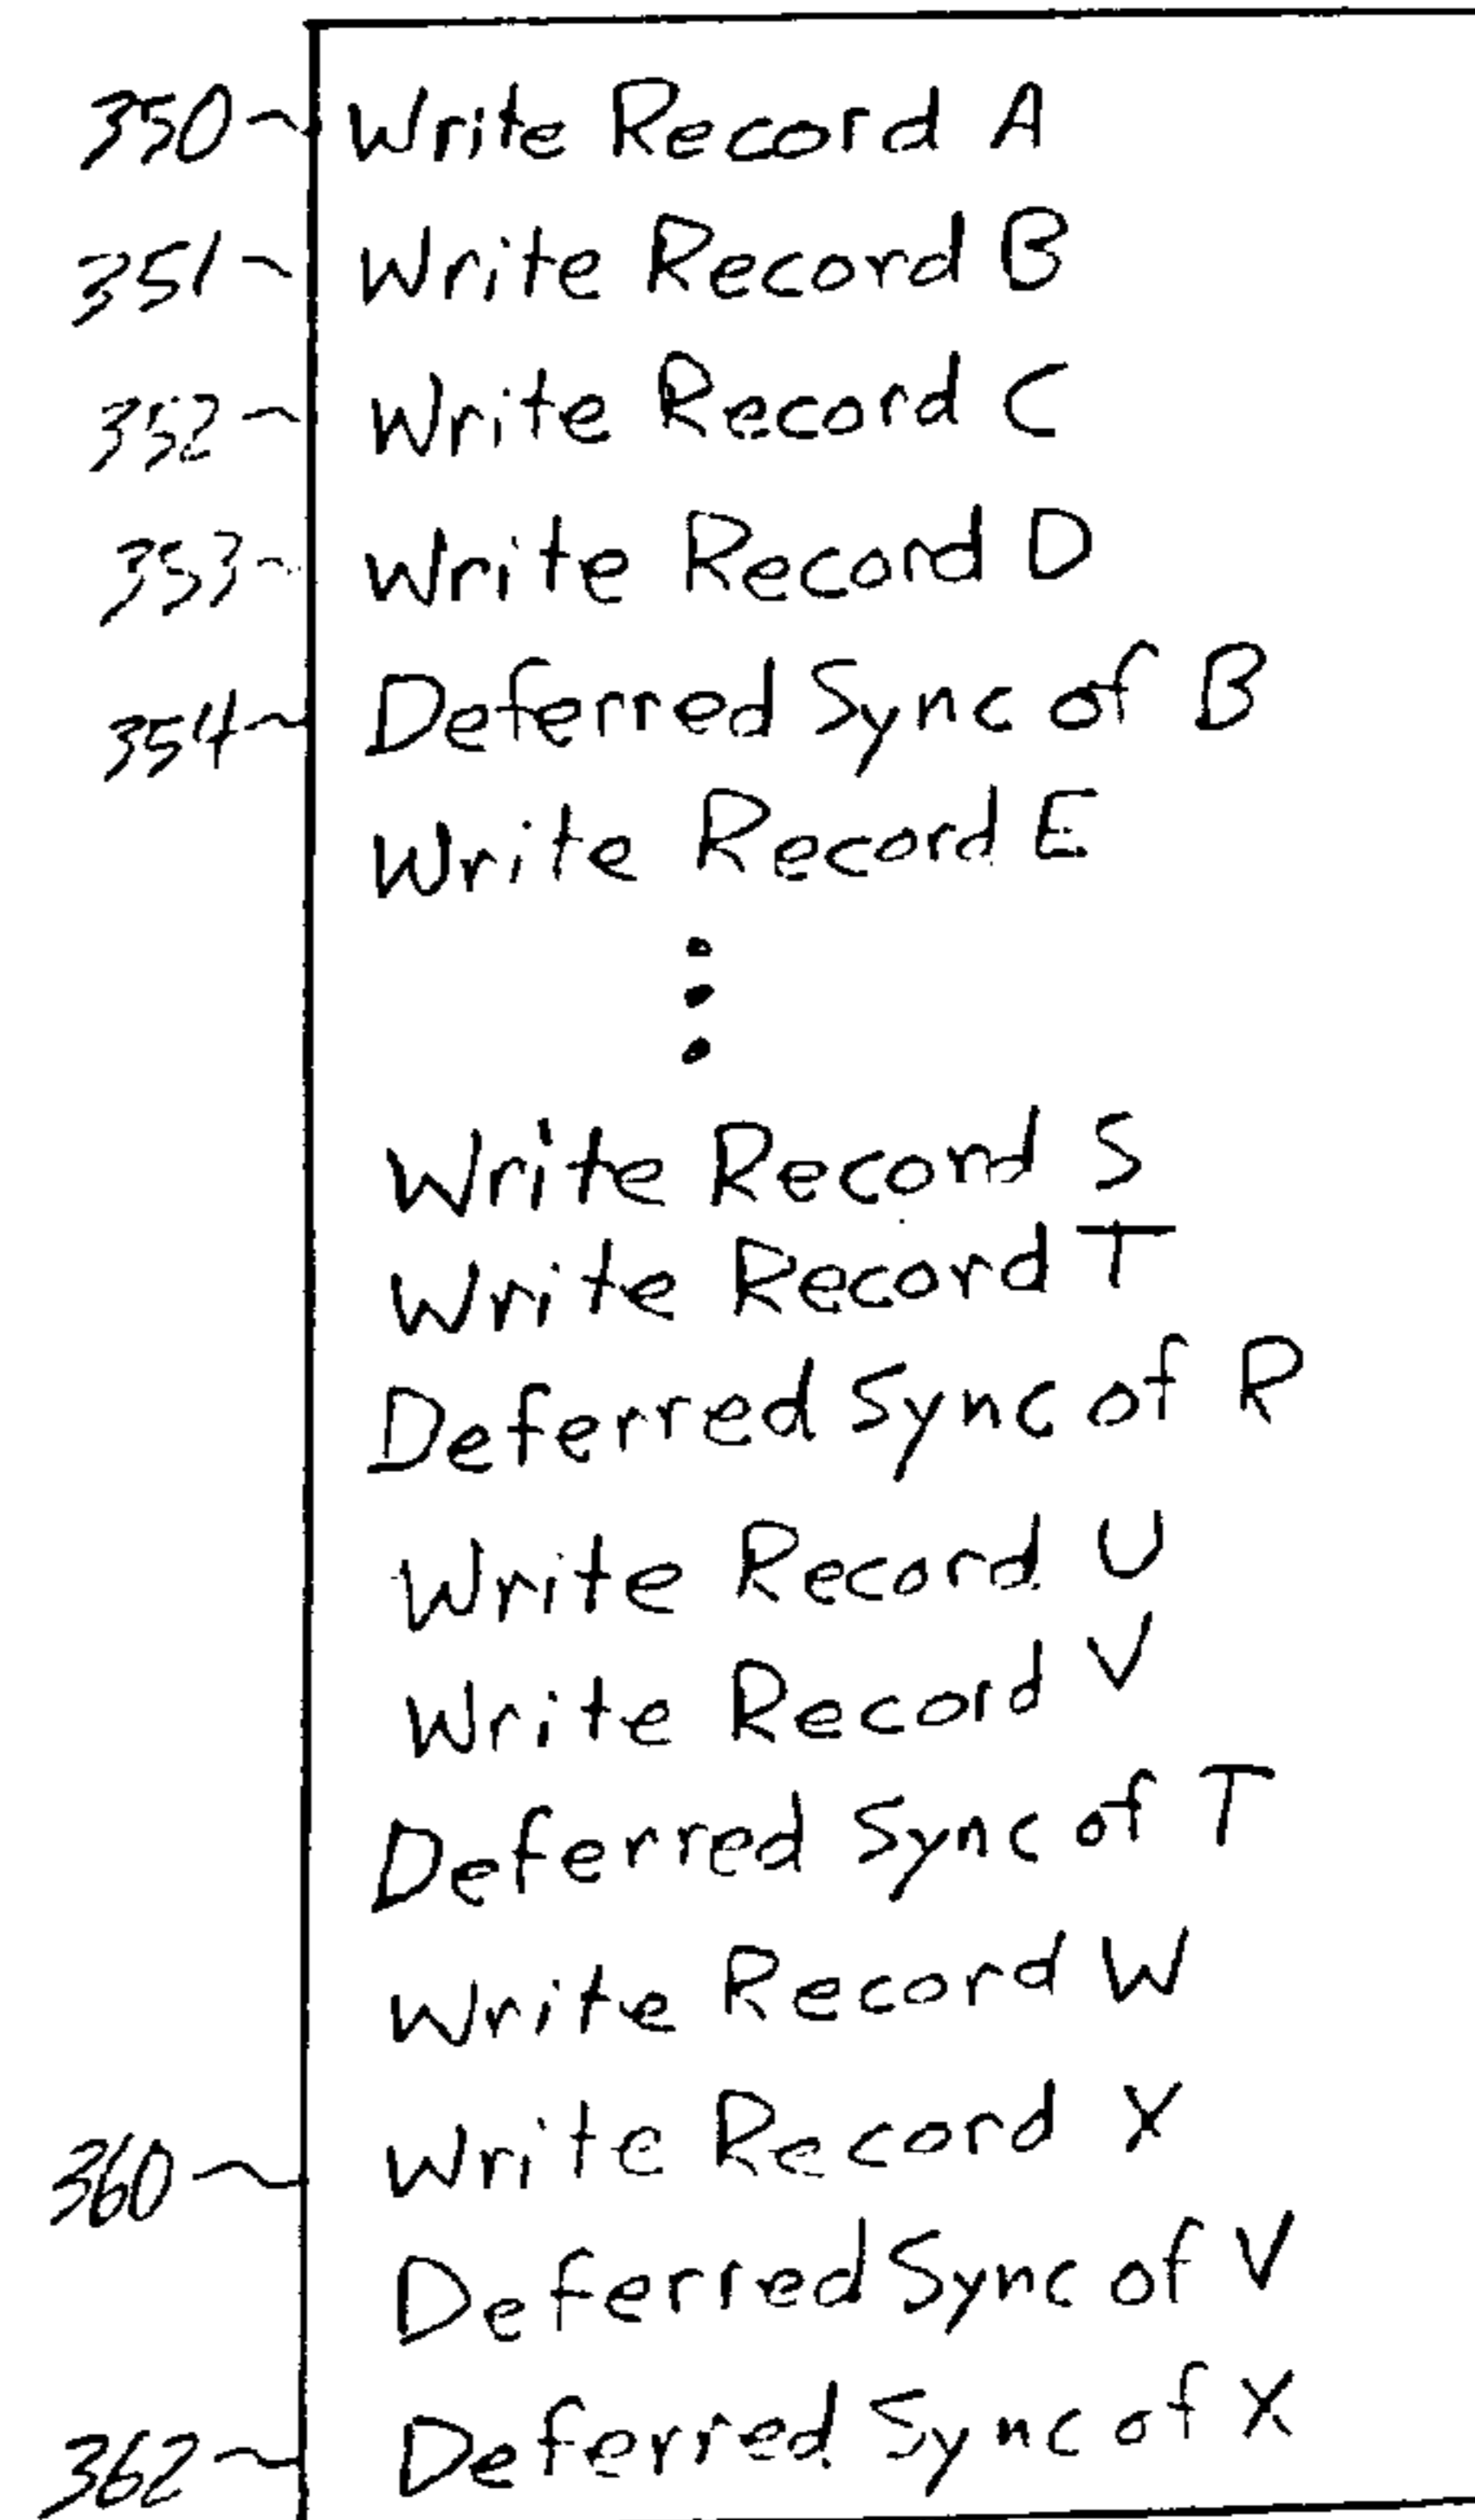 350 Write Record A
351 Write Record B
352 Write Record C
353 Write Record D
354 Deferred Sync of B
Write Record E
Write Record S
Write Record T
Deferred Sync of R
Write Record U
Write Record V
Deferred Sync of T
Write Record W
360 Write Record X
Deferred Sync of V
362 Deferred Sync of X